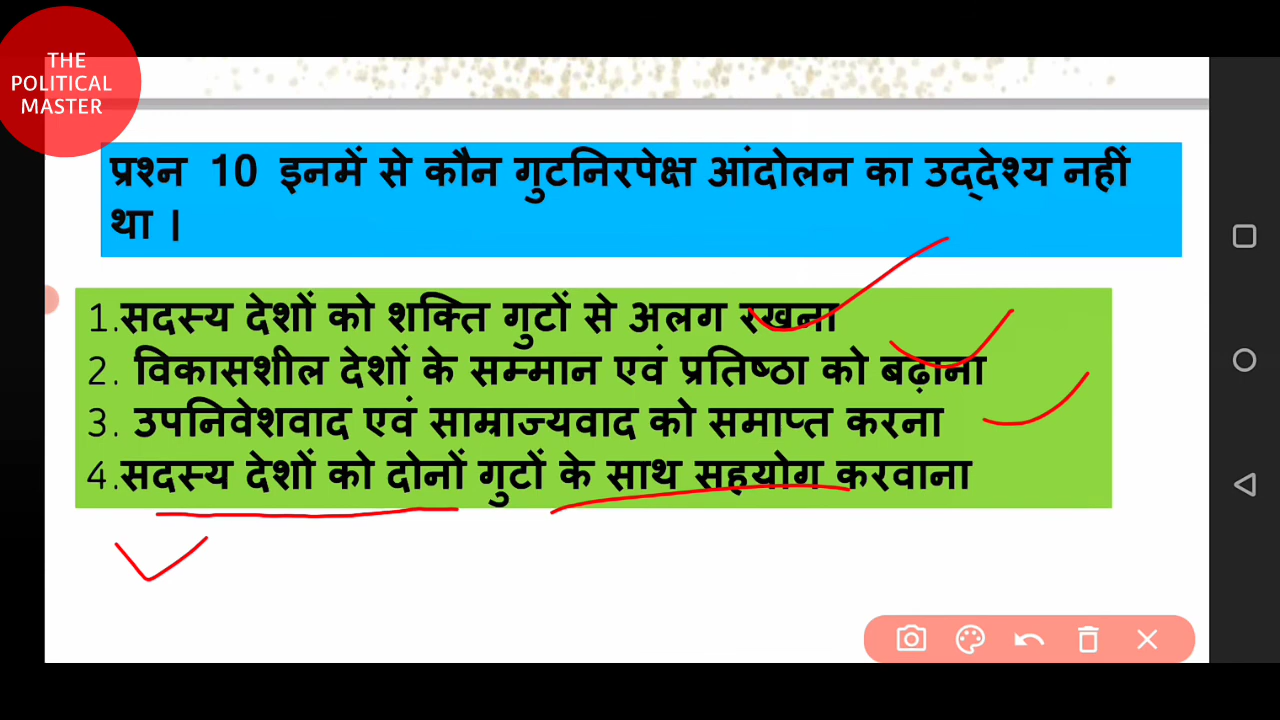 THE
POLITICAL
MASTER
प्रश्न 10 इनमें से कौन गुटनिरपेक्ष आंदोलन का उद्देश्य नहीं
था ।
1.सदस्य देशों को शक्ति गुटों से अलग रखना
2. विकासशील देशों के सम्मान एवं प्रतिष्ठा को बढ़ाना
3. उपनिवेशवाद एवं साम्राज्यवाद को समाप्त करना
4.सदस्य देशों को दोनों गुटों के साथ सहयोग करवाना